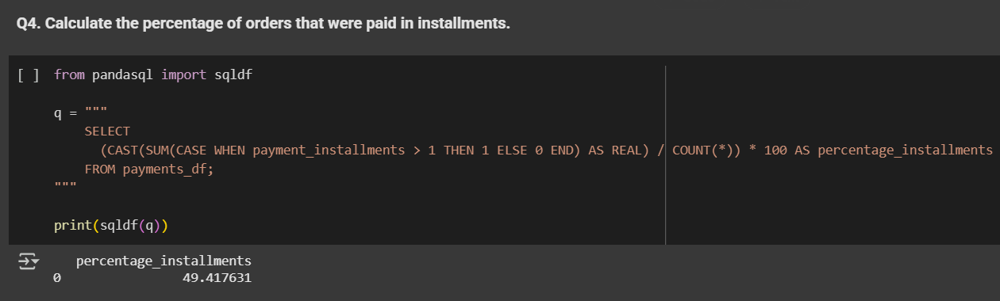 Q4. Calculate the percentage of orders that were paid in installments.
[ ] from pandasql import sqldf
q = """
SELECT
(CAST(SUM(CASE WHEN payment_installments > 1 THEN 1 ELSE 0 END) AS REAL) / COUNT(*)) * 100 AS percentage_installments
FROM payments_df;
"""
print(sqldf(q))
percentage_installments
0 49.417631